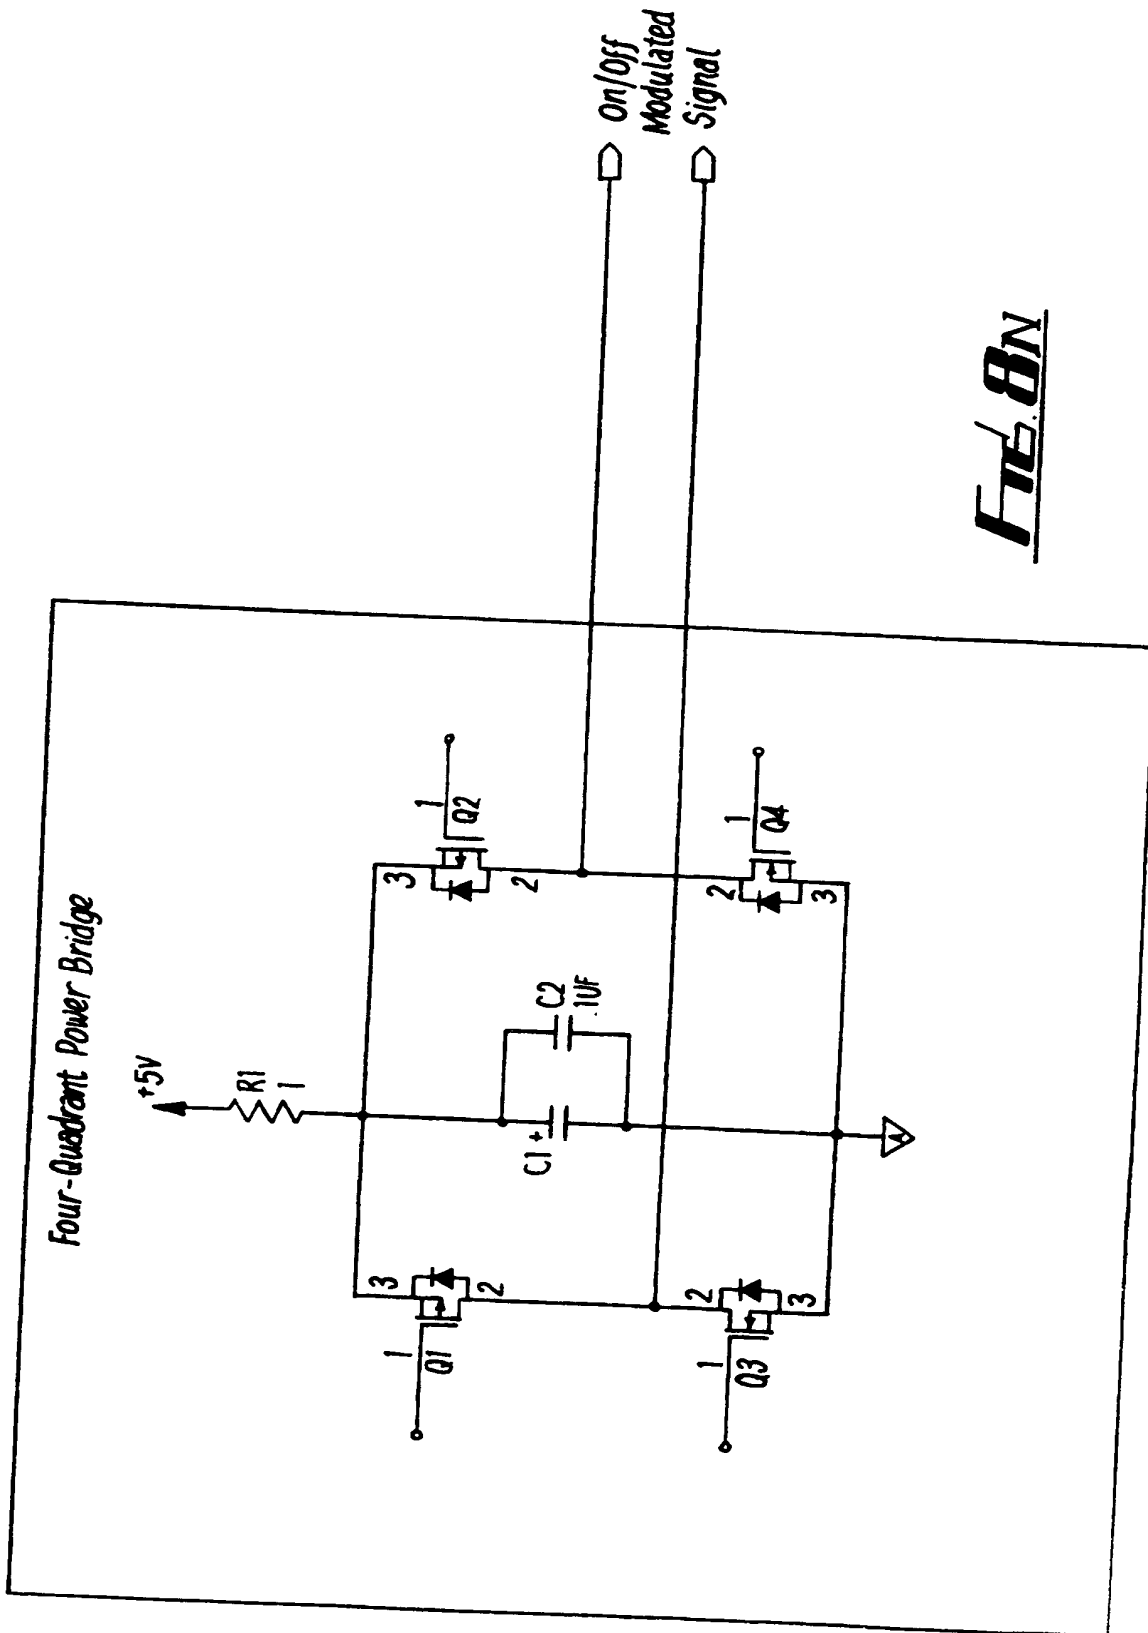 Four-Quadrant Power Bridge
+5V
R1
1
3
3
1
Q1
2
1
Q2
2
C1 +
C2
.1UF
1
Q3
2
3
1
Q4
2
3
A
On/Off
Modulated
Signal
FIG. 8N